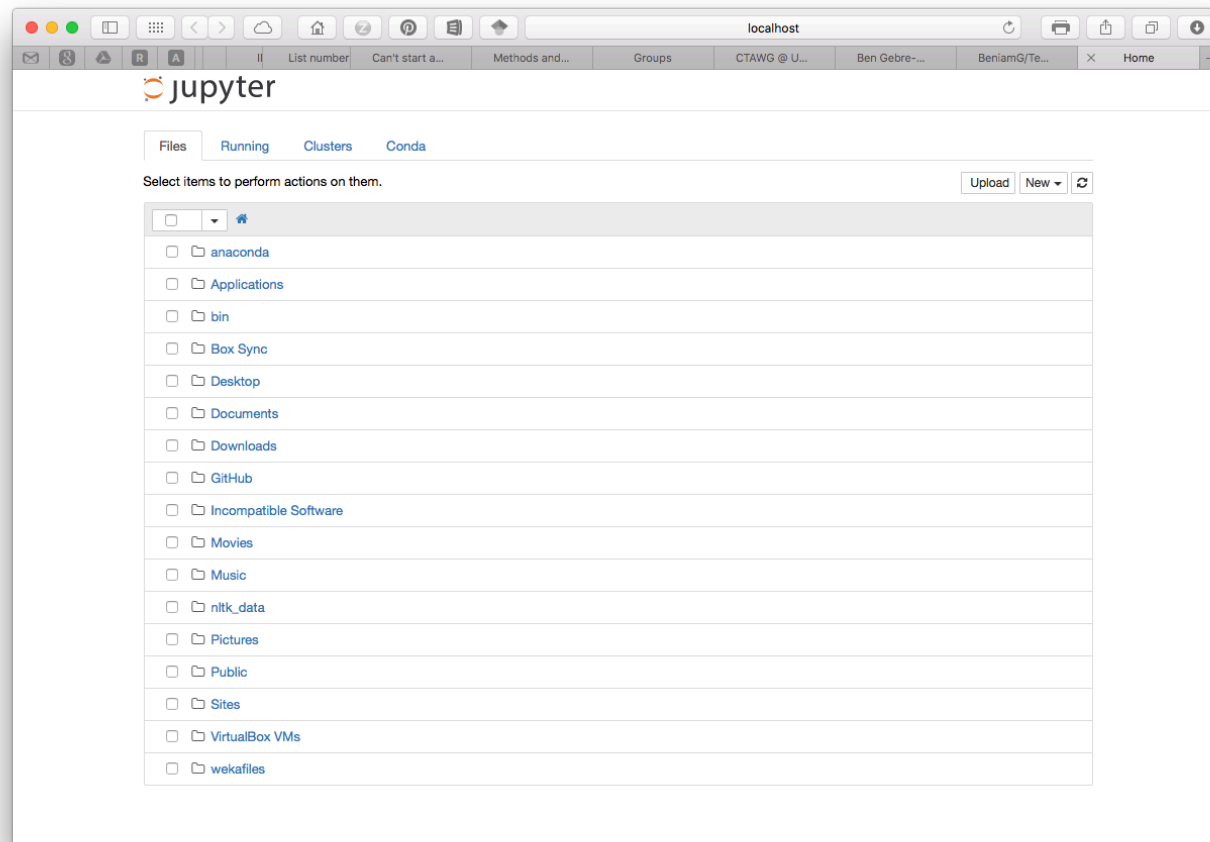 localhost
R A II List number Can't start a... Methods and... Groups CTAWG @ U... Ben Gebre-... BeniamG/Te... Home
jupyter
Files Running Clusters Conda
Select items to perform actions on them. Upload New
anaconda
Applications
bin
Box Sync
Desktop
Documents
Downloads
GitHub
Incompatible Software
Movies
Music
nltk_data
Pictures
Public
Sites
VirtualBox VMs
wekafiles